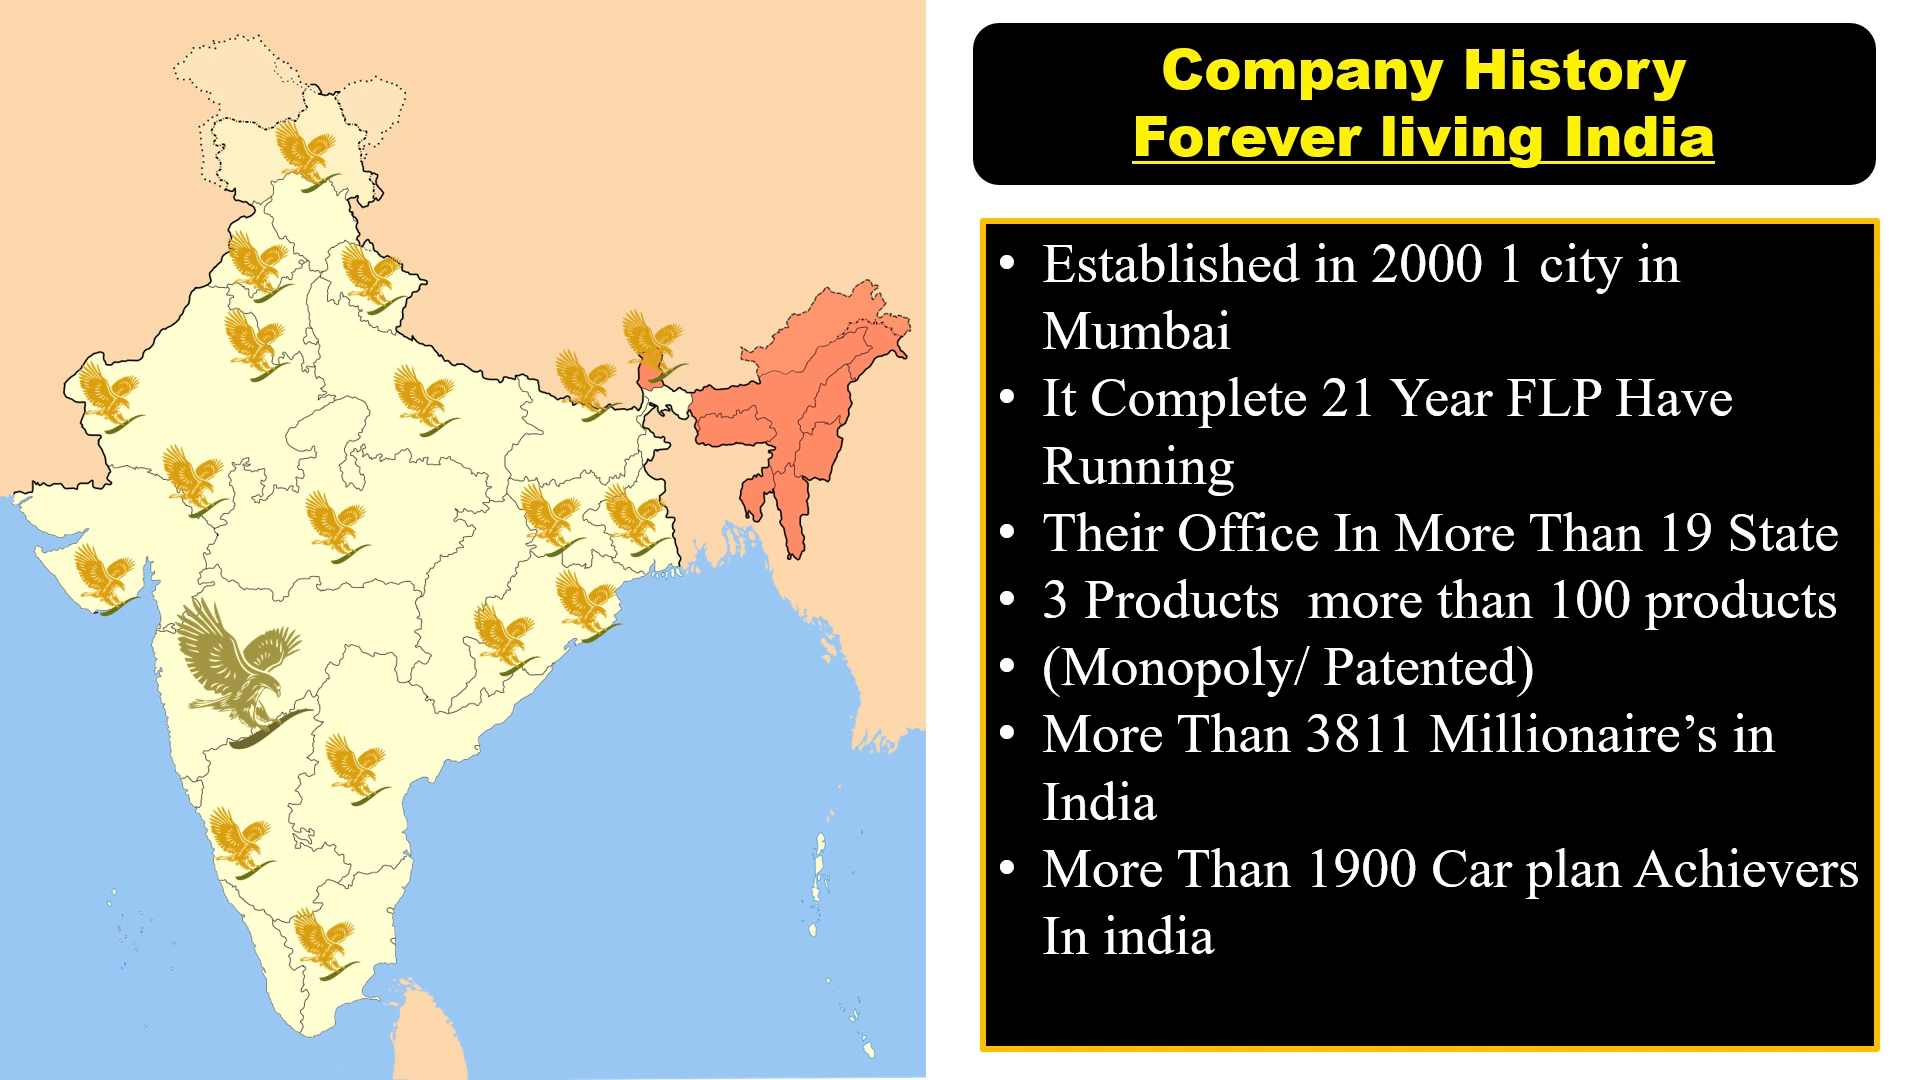 Company History
Forever living India
• Established in 2000 1 city in
Mumbai
• It Complete 21 Year FLP Have
Running
• Their Office In More Than 19 State
• 3 Products  more than 100 products
• (Monopoly/ Patented)
• More Than 3811 Millionaire’s in
India
• More Than 1900 Car plan Achievers
In india